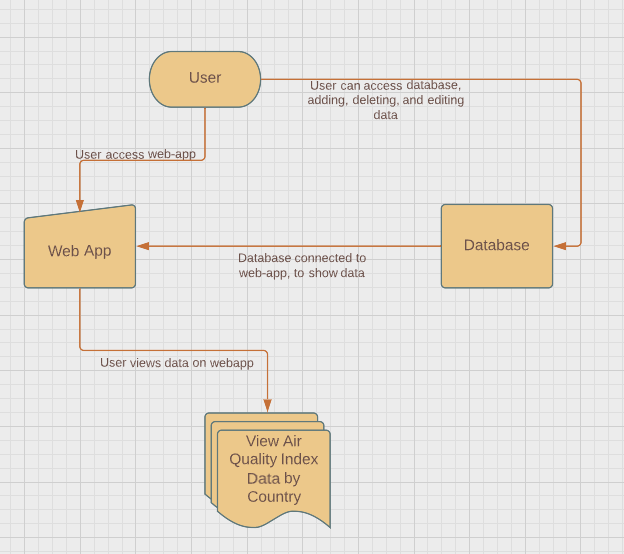 User
User can access database,
adding, deleting, and editing
data
User access web-app
Web App
Database
Database connected to
web-app, to show data
User views data on webapp
View Air
Quality Index
Data by
Country